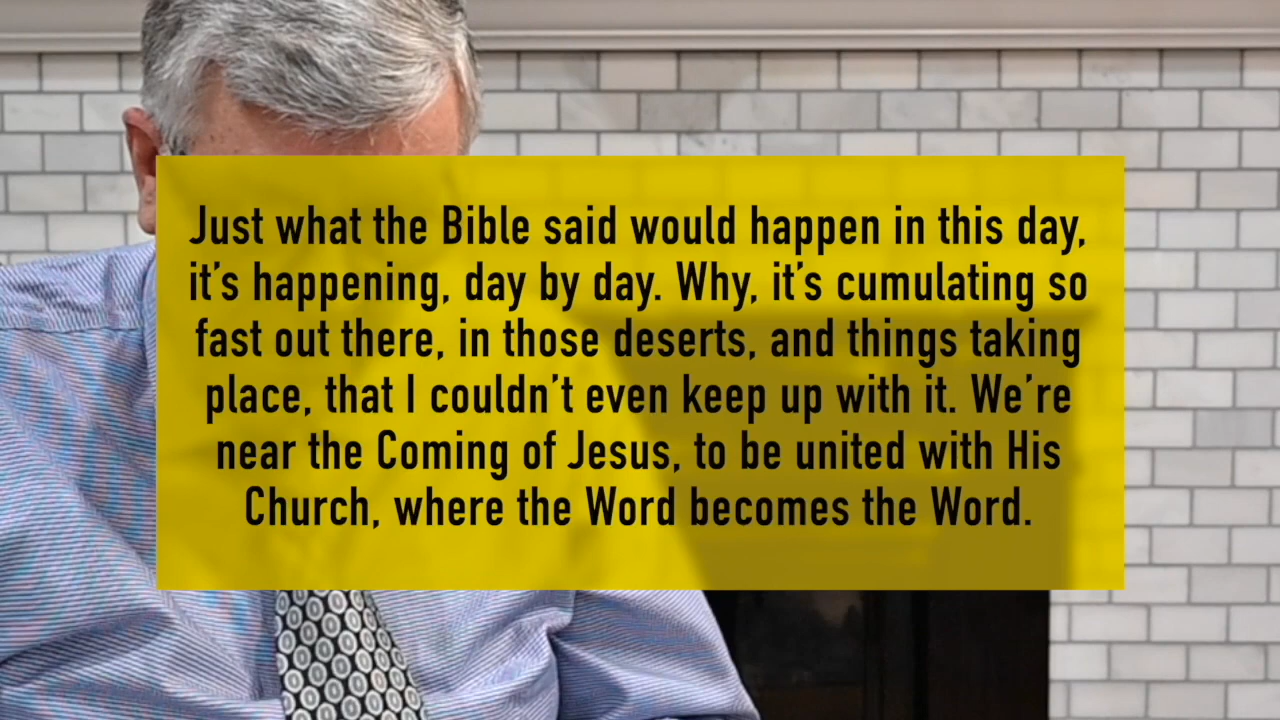 Just what the Bible said would happen in this day,
it's happening, day by day. Why, it's cumulating so
fast out there, in those deserts, and things taking
place, that I couldn't even keep up with it. We're
near the Coming of Jesus, to be united with His
Church, where the Word becomes the Word.